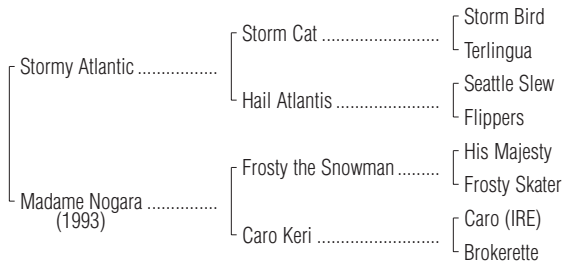 Storm Bird
Storm Cat ........................
Terlingua
Stormy Atlantic ................
Seattle Slew
Hail Atlantis .....................
Flippers
His Majesty
Frosty the Snowman .........
Frosty Skater
Madame Nogara ..............
(1993)
Caro (IRE)
Caro Keri .........................
Brokerette